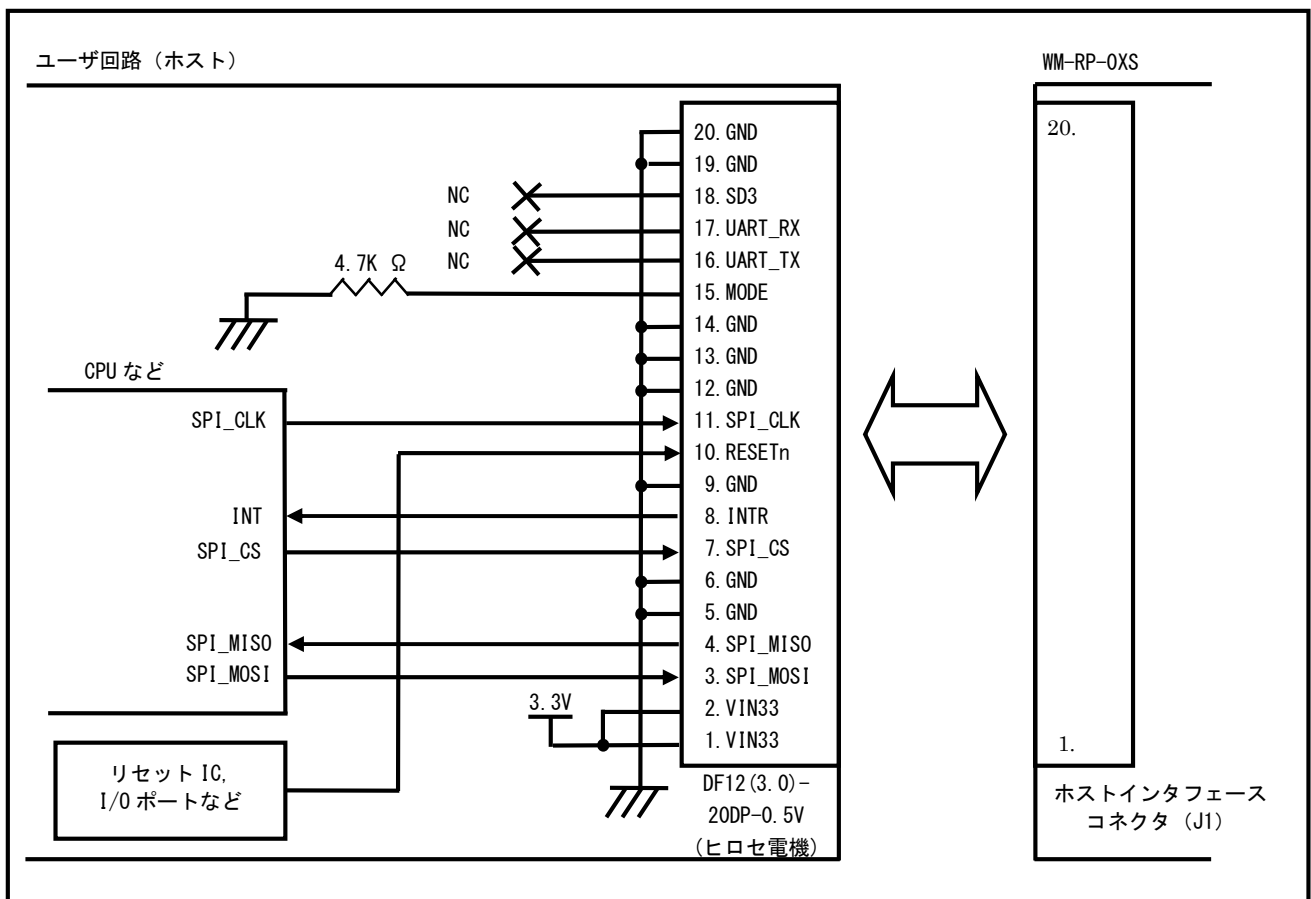 ユーザ回路（ホスト）
WM-RP-0XS
20. GND
19. GND
NC
18. SD3
NC
17. UART_RX
4.7K Ω
NC
16. UART_TX
15. MODE
14. GND
13. GND
12. GND
CPU など
SPI_CLK
11. SPI_CLK
10. RESETn
9. GND
INT
8. INTR
SPI_CS
7. SPI_CS
6. GND
5. GND
SPI_MISO
4. SPI_MISO
SPI_MOSI
3. SPI_MOSI
3.3V
2. VIN33
1. VIN33
リセット IC,
I/O ポートなど
DF12(3.0)-
20DP-0.5V
(ヒロセ電機)
20.
1.
ホストインタフェース
コネクタ（J1）